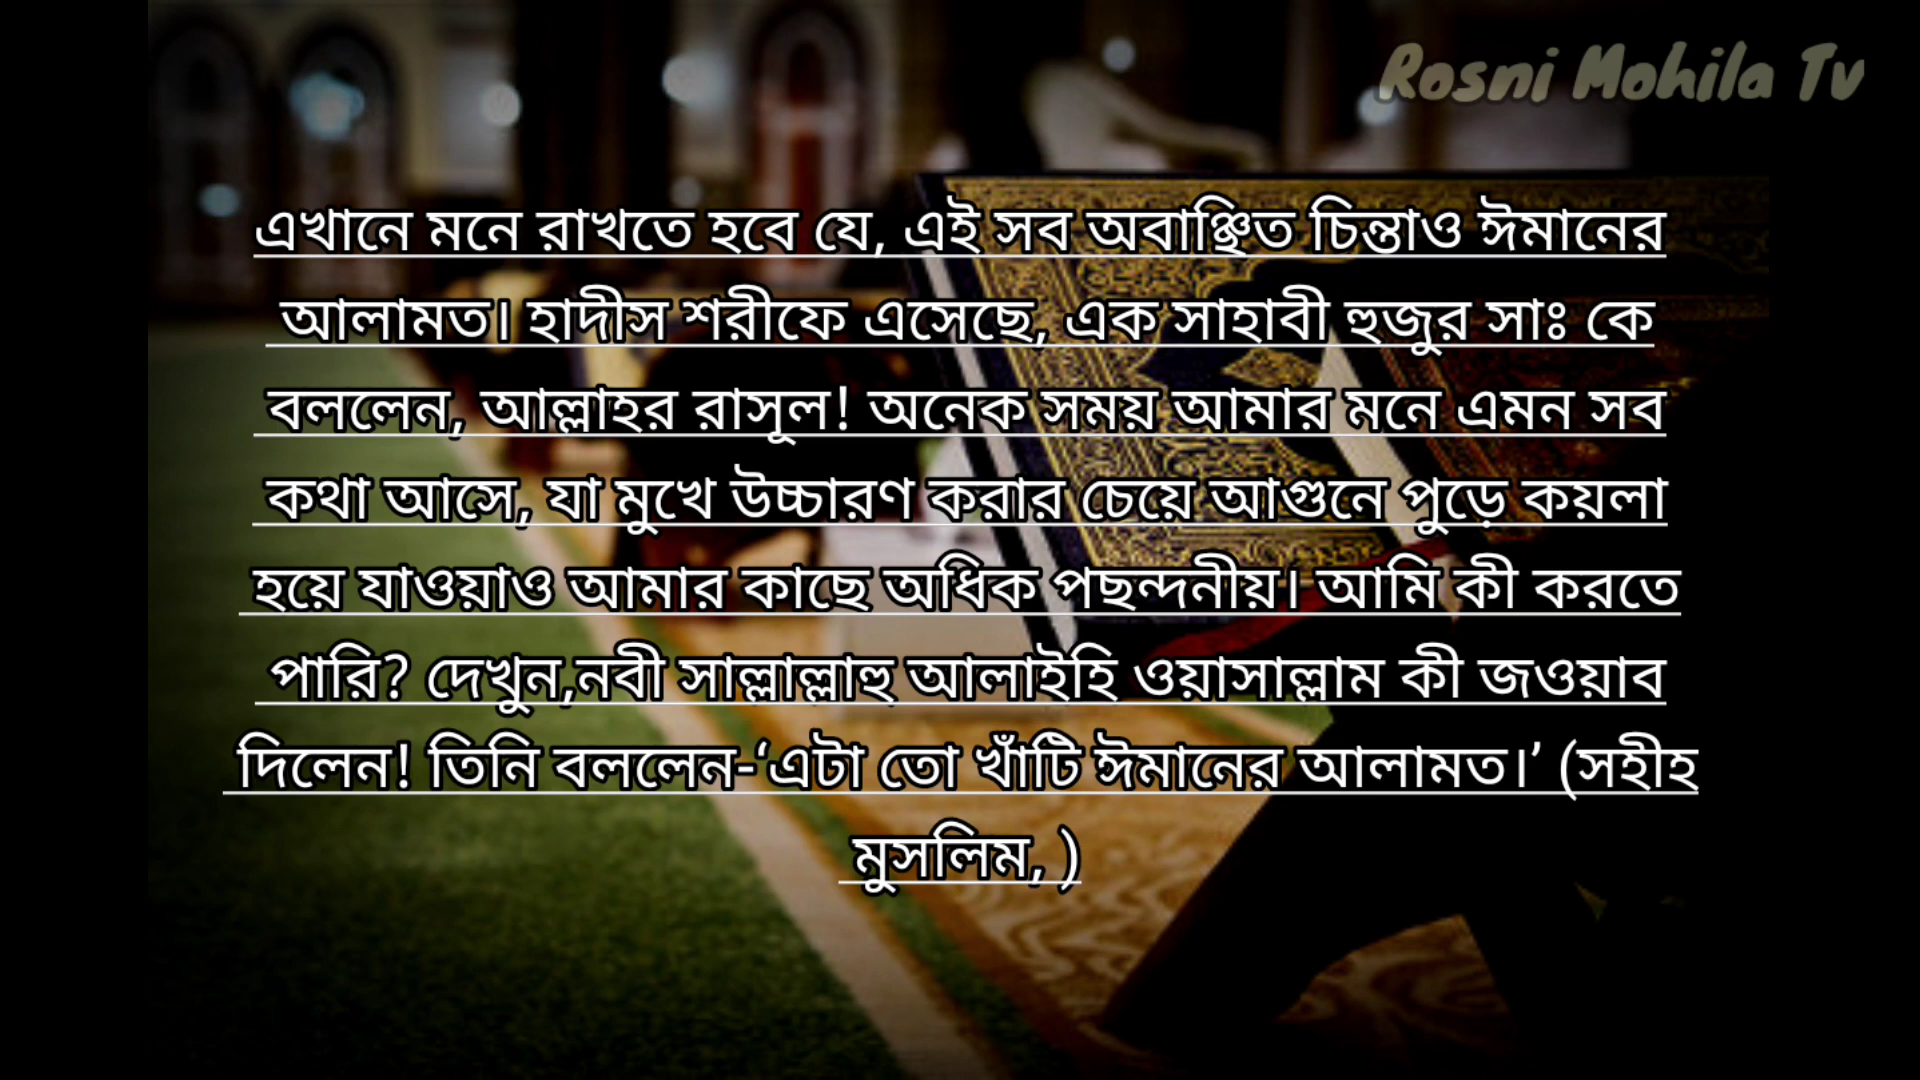 Rosni Mohila Tv
এখানে মনে রাখতে হবে যে, এই সব অবাঞ্ছিত চিন্তাও ঈমানের
আলামত। হাদীস শরীফে এসেছে, এক সাহাবী হুজুর সাঃ কে
বললেন, আল্লাহর রাসূল! অনেক সময় আমার মনে এমন সব
কথা আসে, যা মুখে উচ্চারণ করার চেয়ে আগুনে পুড়ে কয়লা
হয়ে যাওয়াও আমার কাছে অধিক পছন্দনীয়। আমি কী করতে
পারি? দেখুন,নবী সাল্লাল্লাহু আলাইহি ওয়াসাল্লাম কী জওয়াব
দিলেন! তিনি বললেন-‘এটা তো খাঁটি ঈমানের আলামত।’ (সহীহ
মুসলিম, )